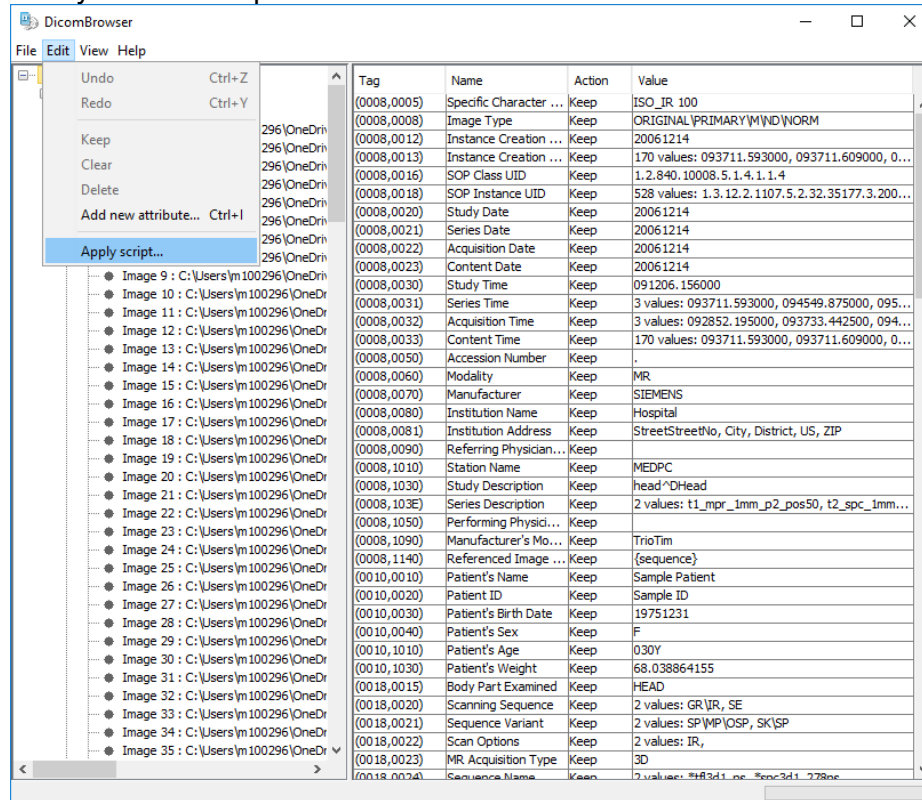 DicomBrowser
File Edit View Help
Undo Ctrl+Z
Redo Ctrl+Y
Keep
Clear
Delete
Add new attribute... Ctrl+I
Apply script...
296\OneDriv
296\OneDriv
296\OneDriv
296\OneDriv
296\OneDriv
296\OneDriv
296\OneDriv
296\OneDriv
Image 9 : C:\Users\m100296\OneDriv
Image 10 : C:\Users\m100296\OneDr
Image 11 : C:\Users\m100296\OneDr
Image 12 : C:\Users\m100296\OneDr
Image 13 : C:\Users\m100296\OneDr
Image 14 : C:\Users\m100296\OneDr
Image 15 : C:\Users\m100296\OneDr
Image 16 : C:\Users\m100296\OneDr
Image 17 : C:\Users\m100296\OneDr
Image 18 : C:\Users\m100296\OneDr
Image 19 : C:\Users\m100296\OneDr
Image 20 : C:\Users\m100296\OneDr
Image 21 : C:\Users\m100296\OneDr
Image 22 : C:\Users\m100296\OneDr
Image 23 : C:\Users\m100296\OneDr
Image 24 : C:\Users\m100296\OneDr
Image 25 : C:\Users\m100296\OneDr
Image 26 : C:\Users\m100296\OneDr
Image 27 : C:\Users\m100296\OneDr
Image 28 : C:\Users\m100296\OneDr
Image 29 : C:\Users\m100296\OneDr
Image 30 : C:\Users\m100296\OneDr
Image 31 : C:\Users\m100296\OneDr
Image 32 : C:\Users\m100296\OneDr
Image 33 : C:\Users\m100296\OneDr
Image 34 : C:\Users\m100296\OneDr
Image 35 : C:\Users\m100296\OneDr
Tag Name Action Value
(0008,0005) Specific Character ... Keep ISO_IR 100
(0008,0008) Image Type Keep ORIGINAL\PRIMARY\M\ND\NORM
(0008,0012) Instance Creation ... Keep 20061214
(0008,0013) Instance Creation ... Keep 170 values: 093711.593000, 093711.609000, 0...
(0008,0016) SOP Class UID Keep 1.2.840.10008.5.1.4.1.1.4
(0008,0018) SOP Instance UID Keep 528 values: 1.3.12.2.1107.5.2.32.35177.3.200...
(0008,0020) Study Date Keep 20061214
(0008,0021) Series Date Keep 20061214
(0008,0022) Acquisition Date Keep 20061214
(0008,0023) Content Date Keep 20061214
(0008,0030) Study Time Keep 091206.156000
(0008,0031) Series Time Keep 3 values: 093711.593000, 094549.875000, 095...
(0008,0032) Acquisition Time Keep 3 values: 092852.195000, 093733.442500, 094...
(0008,0033) Content Time Keep 170 values: 093711.593000, 093711.609000, 0...
(0008,0050) Accession Number Keep .
(0008,0060) Modality Keep MR
(0008,0070) Manufacturer Keep SIEMENS
(0008,0080) Institution Name Keep Hospital
(0008,0081) Institution Address Keep StreetStreetNo, City, District, US, ZIP
(0008,0090) Referring Physician... Keep
(0008,1010) Station Name Keep MEDPC
(0008,1030) Study Description Keep head^DHead
(0008,103E) Series Description Keep 2 values: t1_mpr_1mm_p2_pos50, t2_spc_1mm...
(0008,1050) Performing Physici... Keep
(0008,1090) Manufacturer's Mo... Keep TrioTim
(0008,1140) Referenced Image ... Keep {sequence}
(0010,0010) Patient's Name Keep Sample Patient
(0010,0020) Patient ID Keep Sample ID
(0010,0030) Patient's Birth Date Keep 19751231
(0010,0040) Patient's Sex Keep F
(0010,1010) Patient's Age Keep 030Y
(0010,1030) Patient's Weight Keep 68.038864155
(0018,0015) Body Part Examined Keep HEAD
(0018,0020) Scanning Sequence Keep 2 values: GR\IR, SE
(0018,0021) Sequence Variant Keep 2 values: SP\MP\OSP, SK\SP
(0018,0022) Scan Options Keep 2 values: IR,
(0018,0023) MR Acquisition Type Keep 3D
(0018,0024) Sequence Name Keep 2 values: *tfl3d1_ns, *spc3d1_278ns